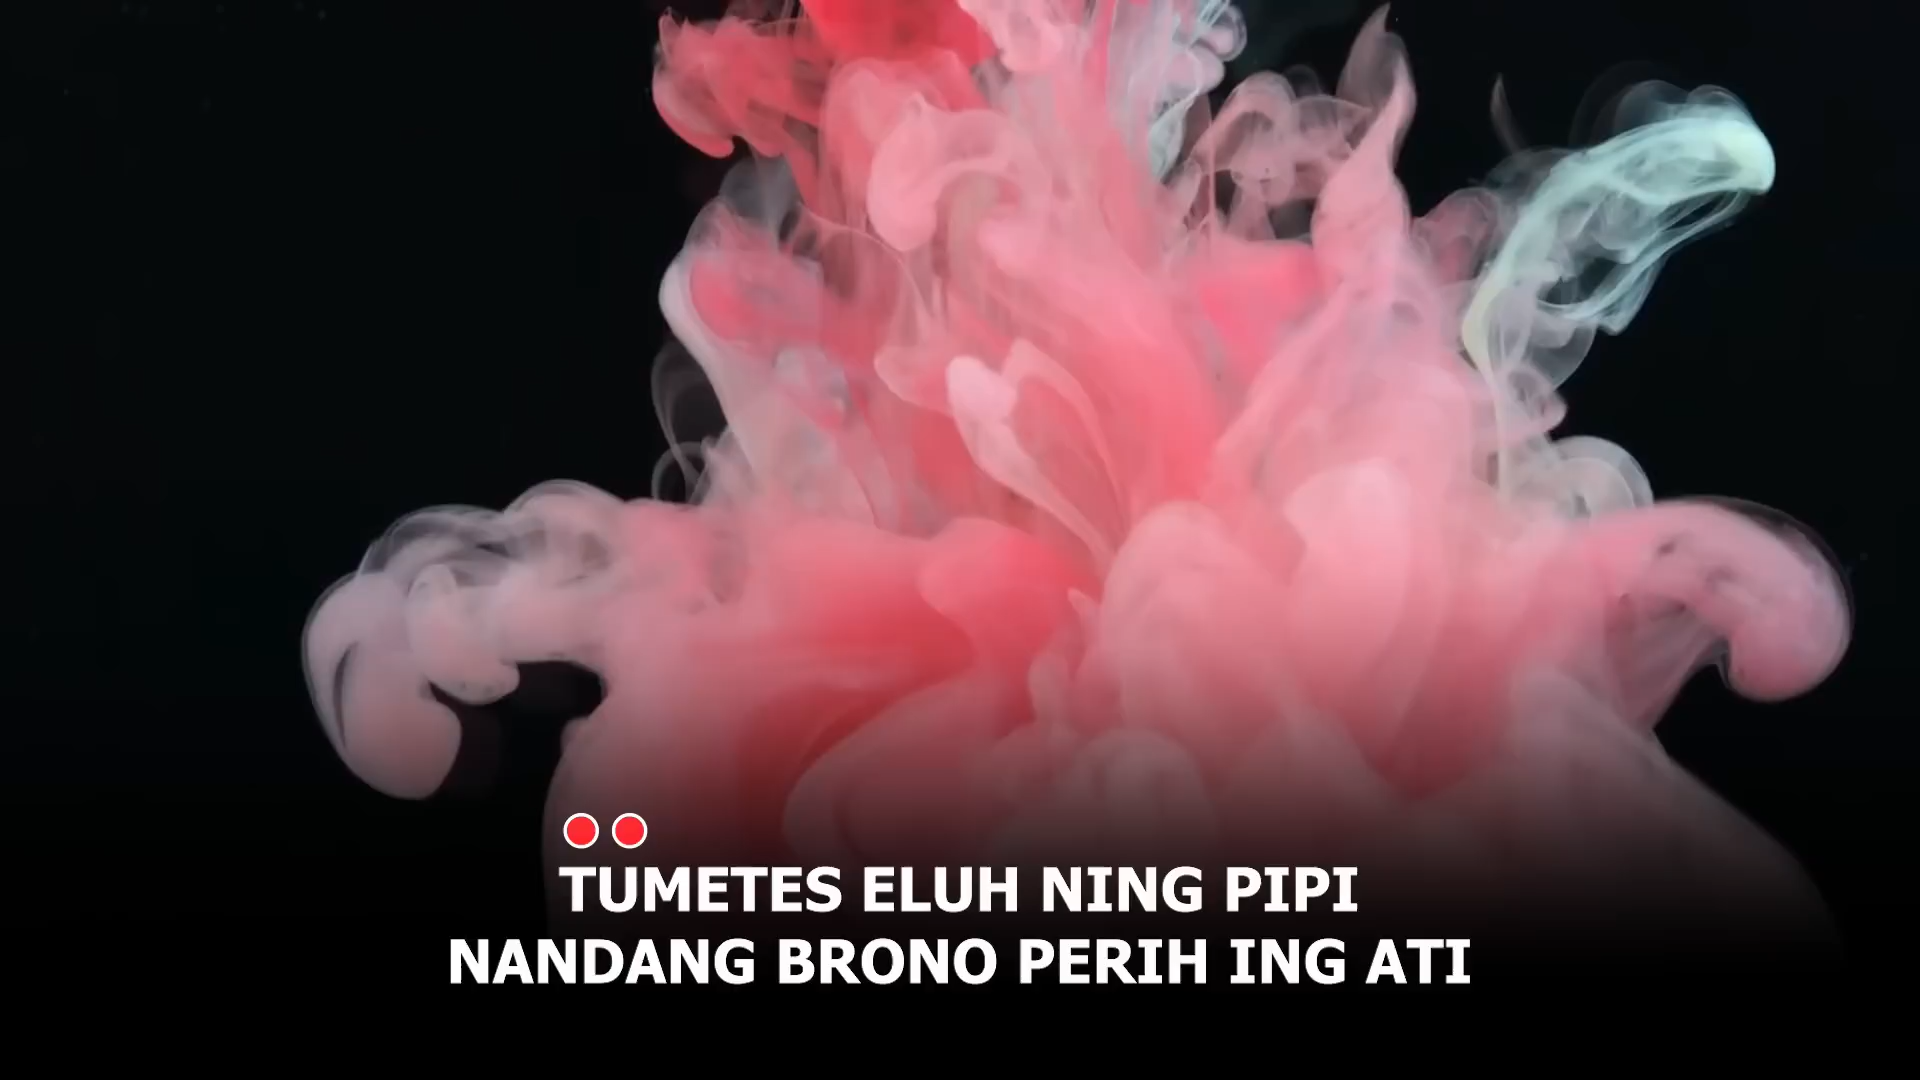 TUMETES ELUH NING PIPI
NANDANG BRONO PERIH ING ATI